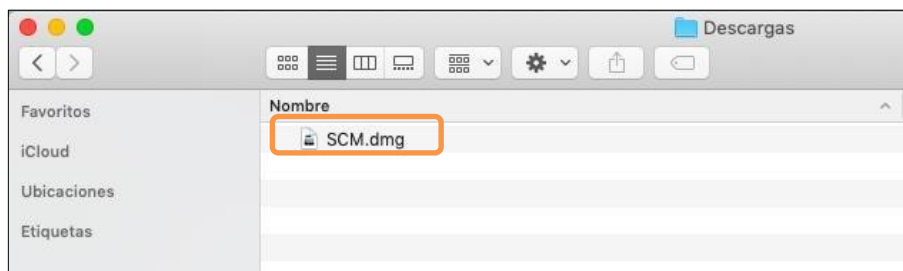 Descargas
Favoritos
iCloud
Ubicaciones
Etiquetas
Nombre
SCM.dmg